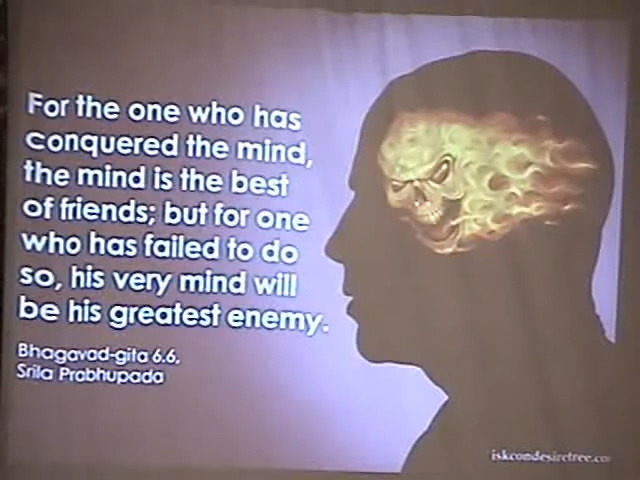 For the one who has
conquered the mind,
the mind is the best
of friends; but for one
who has failed to do
so, his very mind will
be his greatest enemy.
Bhagavad-gita 6.6,
Srila Prabhupada
iskcondesiretree.co